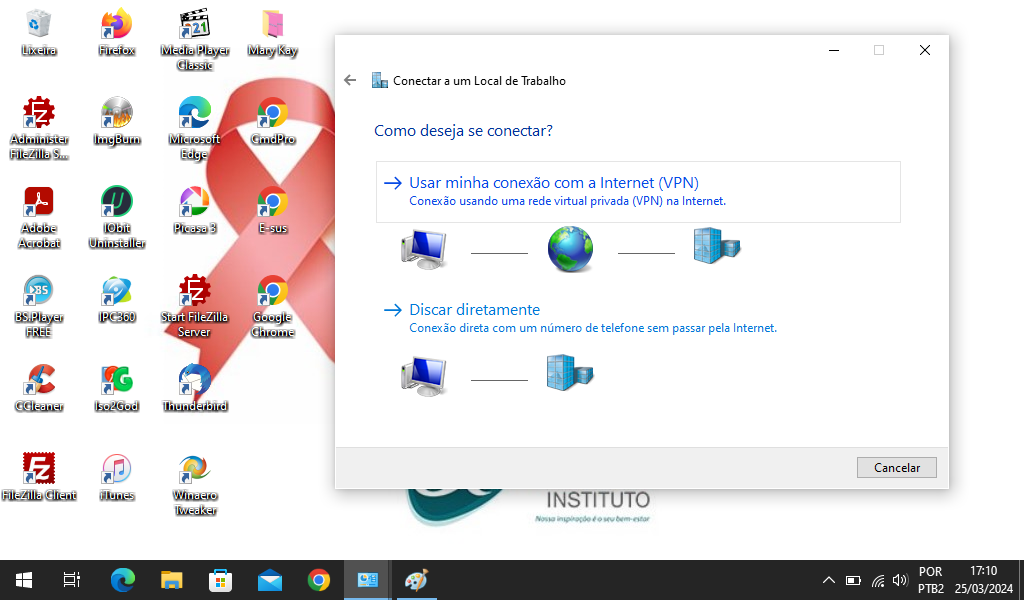 Lixeira
Firefox
Media Player
Classic
Mary Kay
Administer
FileZilla S...
ImgBurn
Microsoft
Edge
CmdPro
Adobe
Acrobat
IObit
Uninstaller
Picasa 3
E-sus
BS.Player
FREE
IPC360
Start FileZilla
Server
Google
Chrome
CCleaner
Iso2God
Thunderbird
FileZilla Client
iTunes
Winaero
Tweaker
Conectar a um Local de Trabalho
Como deseja se conectar?
Usar minha conexão com a Internet (VPN)
Conexão usando uma rede virtual privada (VPN) na Internet.
Discar diretamente
Conexão direta com um número de telefone sem passar pela Internet.
Cancelar
INSTITUTO
Nossa inspiração é o seu bem-estar
POR
PTB2
17:10
25/03/2024